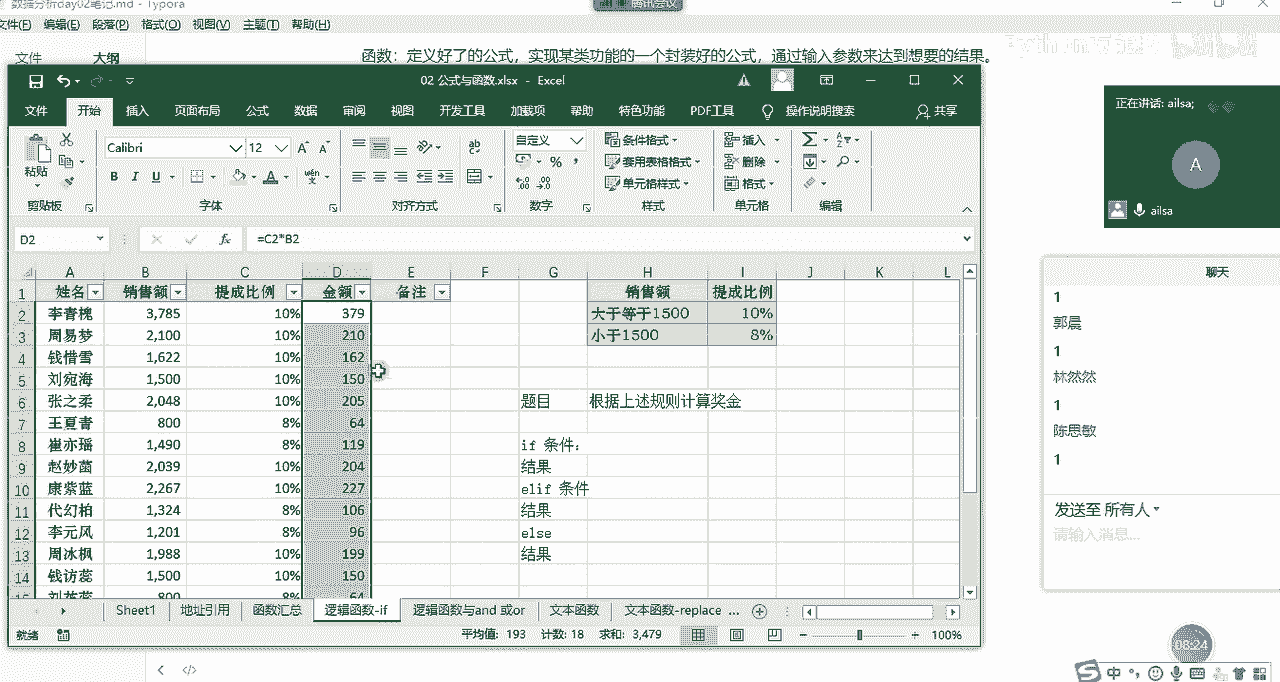 数据分析day02笔记.md - Typora
腾讯会议
文件(F) 编辑(E) 段落(P) 格式(O) 视图(V) 主题(T) 帮助(H)
文件 大纲
函数：定义好了的公式，实现某类功能的一个封装好的公式，通过输入参数来达到想要的结果。
02 公式与函数.xlsx - Excel
文件 开始 插入 页面布局 公式 数据 审阅 视图 开发工具 加载项 帮助 特色功能 PDF工具 操作说明搜索 共享
粘贴
Calibri 12
B I U
自定义
条件格式
套用表格格式
单元格样式
插入
删除
格式
剪贴板 字体 对齐方式 数字 样式 单元格 编辑
D2 fx =C2*B2
A B C D E F G H I J K L
1 姓名 销售额 提成比例 金额 备注 销售额 提成比例
2 李青槐 3,785 10% 379 大于等于1500 10%
3 周易梦 2,100 10% 210 小于1500 8%
4 钱惜雪 1,622 10% 162
5 刘宛海 1,500 10% 150
6 张之柔 2,048 10% 205 题目 根据上述规则计算奖金
7 王夏青 800 8% 64
8 崔亦瑶 1,490 8% 119 if 条件：
9 赵妙菡 2,039 10% 204 结果
10 康紫蓝 2,267 10% 227 elif 条件
11 代幻柏 1,324 8% 106 结果
12 李元风 1,201 8% 96 else
13 周冰枫 1,988 10% 199 结果
14 钱访蕊 1,500 10% 150
Sheet1 地址引用 函数汇总 逻辑函数-if 逻辑函数与and 或or 文本函数 文本函数-replace ...
就绪 平均值: 193 计数: 18 求和: 3,479 100%
正在讲话: ailsa;
A
ailsa
聊天
1
郭晨
1
林然然
1
陈思敏
1
发送至 所有人
请输入消息...
08:24
中